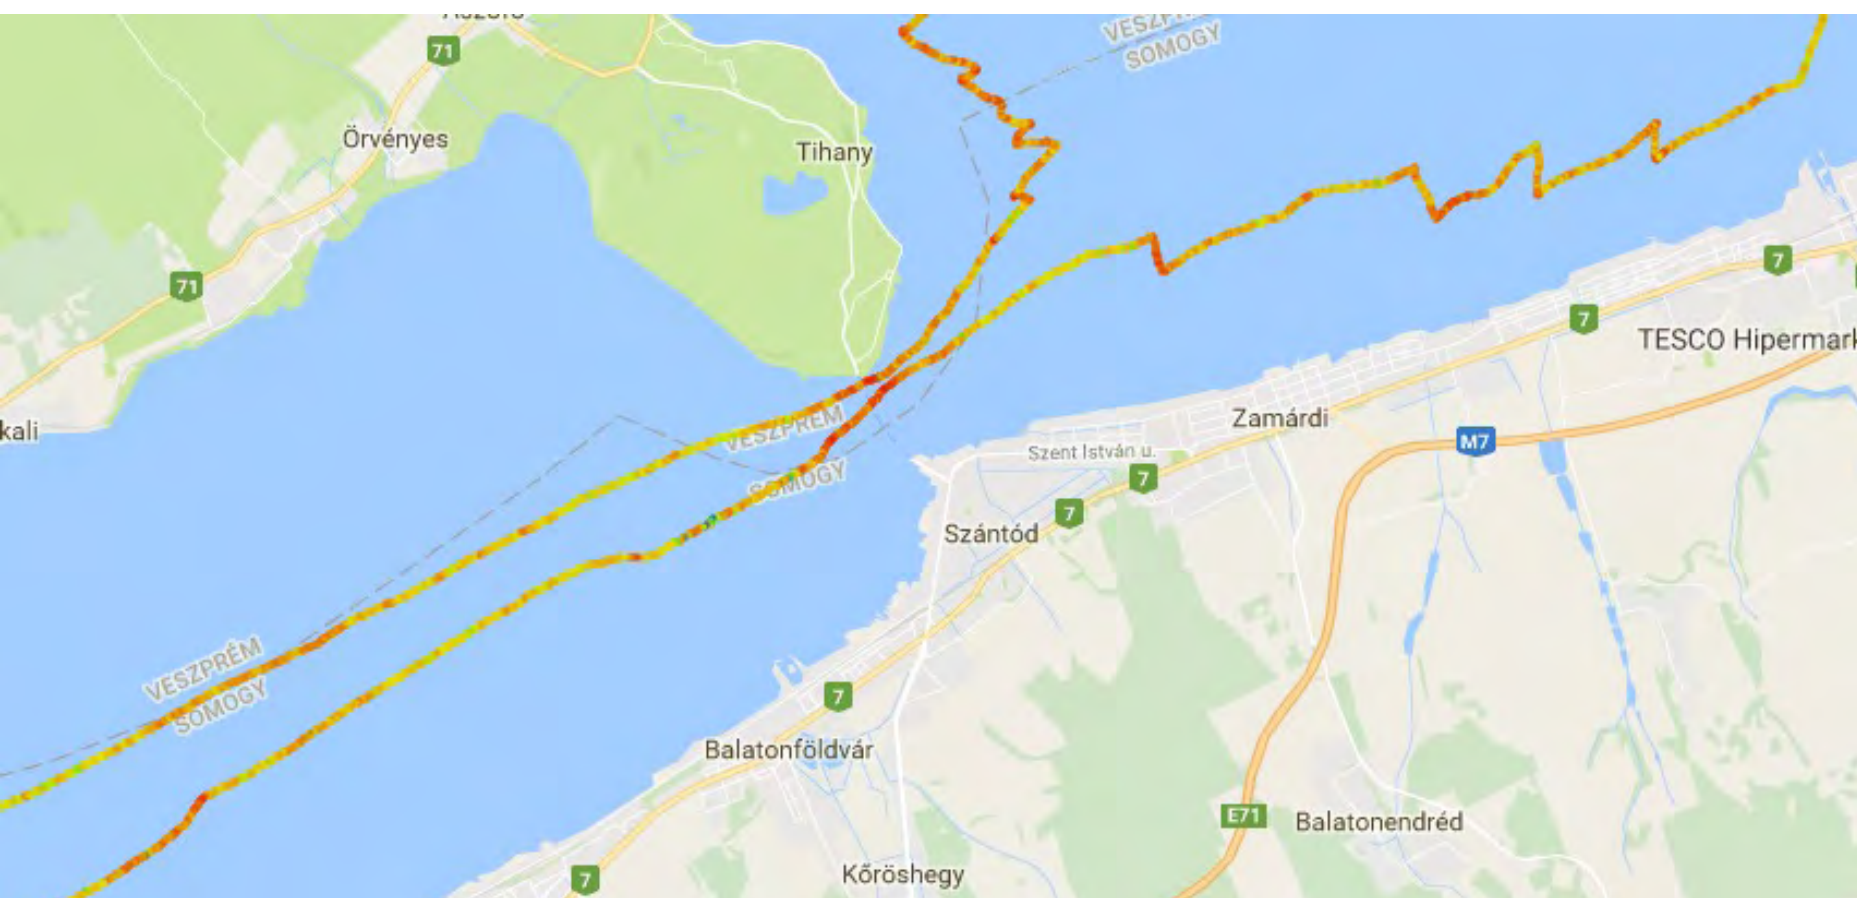 VESZPRÉM
SOMOGY
71
Örvényes
Tihany
71
7
7
TESCO Hipermark
kali
VESZPRÉM
Zamárdi
M7
Szent István u.
SOMOGY
7
7
Szántód
VESZPRÉM
SOMOGY
7
Balatonföldvár
E71
Balatonendréd
Kőröshegy
7